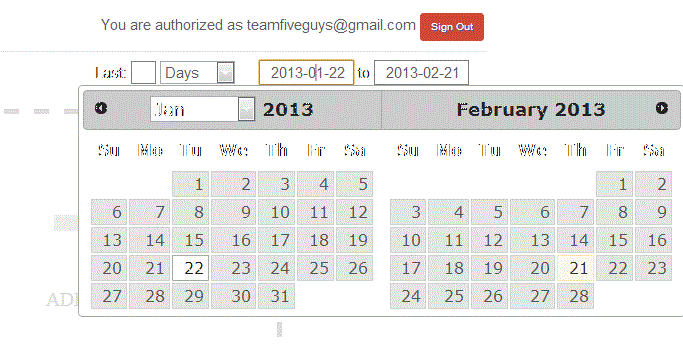 You are authorized as teamfiveguys@gmail.com Sign Out
Last: Days 2013-01-22 to 2013-02-21
Jan 2013 February 2013
Su Mo Tu We Th Fr Sa Su Mo Tu We Th Fr Sa
1 2 3 4 5 1 2
6 7 8 9 10 11 12 3 4 5 6 7 8 9
13 14 15 16 17 18 19 10 11 12 13 14 15 16
20 21 22 23 24 25 26 17 18 19 20 21 22 23
27 28 29 30 31 24 25 26 27 28